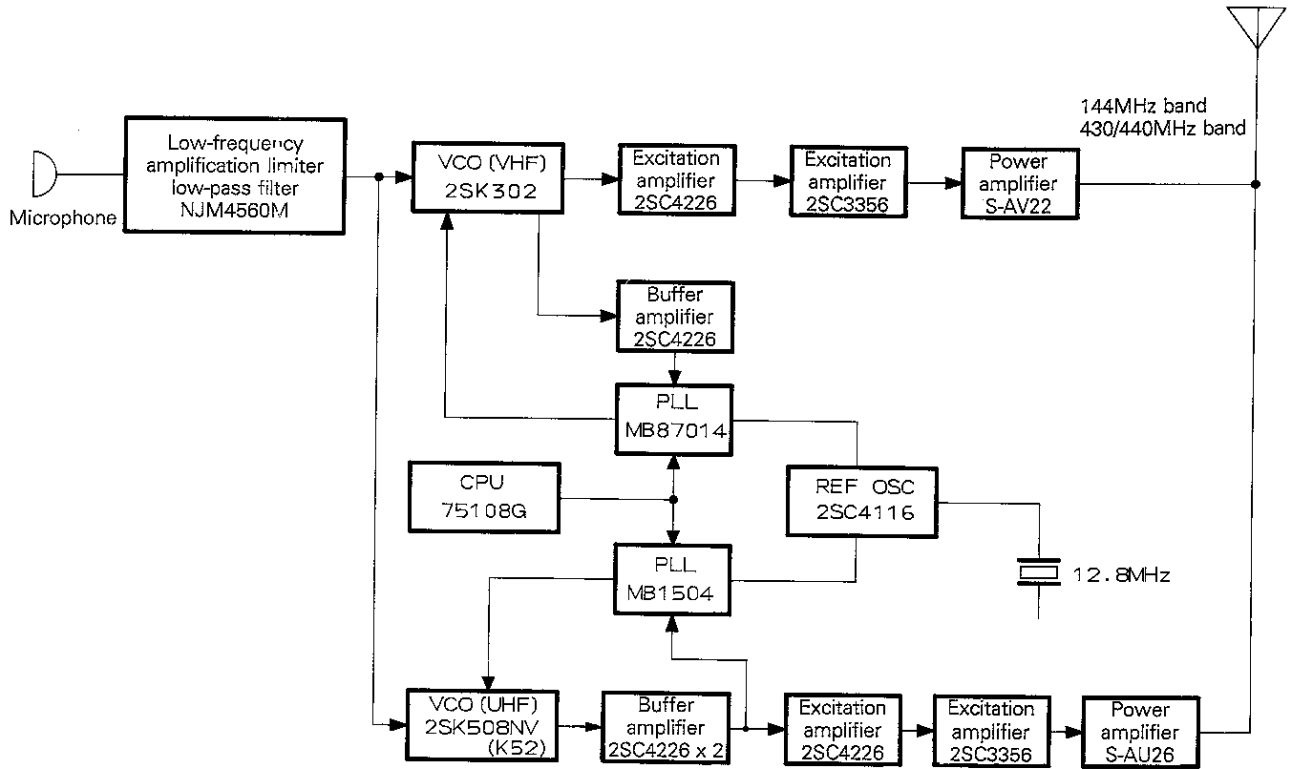 144MHz band
430/440MHz band
Microphone
Low-frequency
amplification limiter
low-pass filter
NJM4560M
VCO (VHF)
2SK302
Excitation
amplifier
2SC4226
Excitation
amplifier
2SC3356
Power
amplifier
S-AV22
Buffer
amplifier
2SC4226
PLL
MB87014
CPU
75108G
REF OSC
2SC4116
12.8MHz
PLL
MB1504
VCO (UHF)
2SK508NV
(K52)
Buffer
amplifier
2SC4226 x 2
Excitation
amplifier
2SC4226
Excitation
amplifier
2SC3356
Power
amplifier
S-AU26